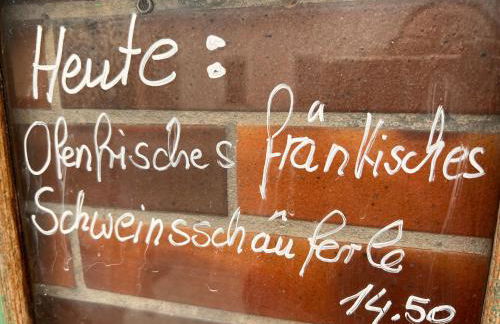 Heute:
Ofenfrisches fränkisches
Schweinsschäuferle
14.50